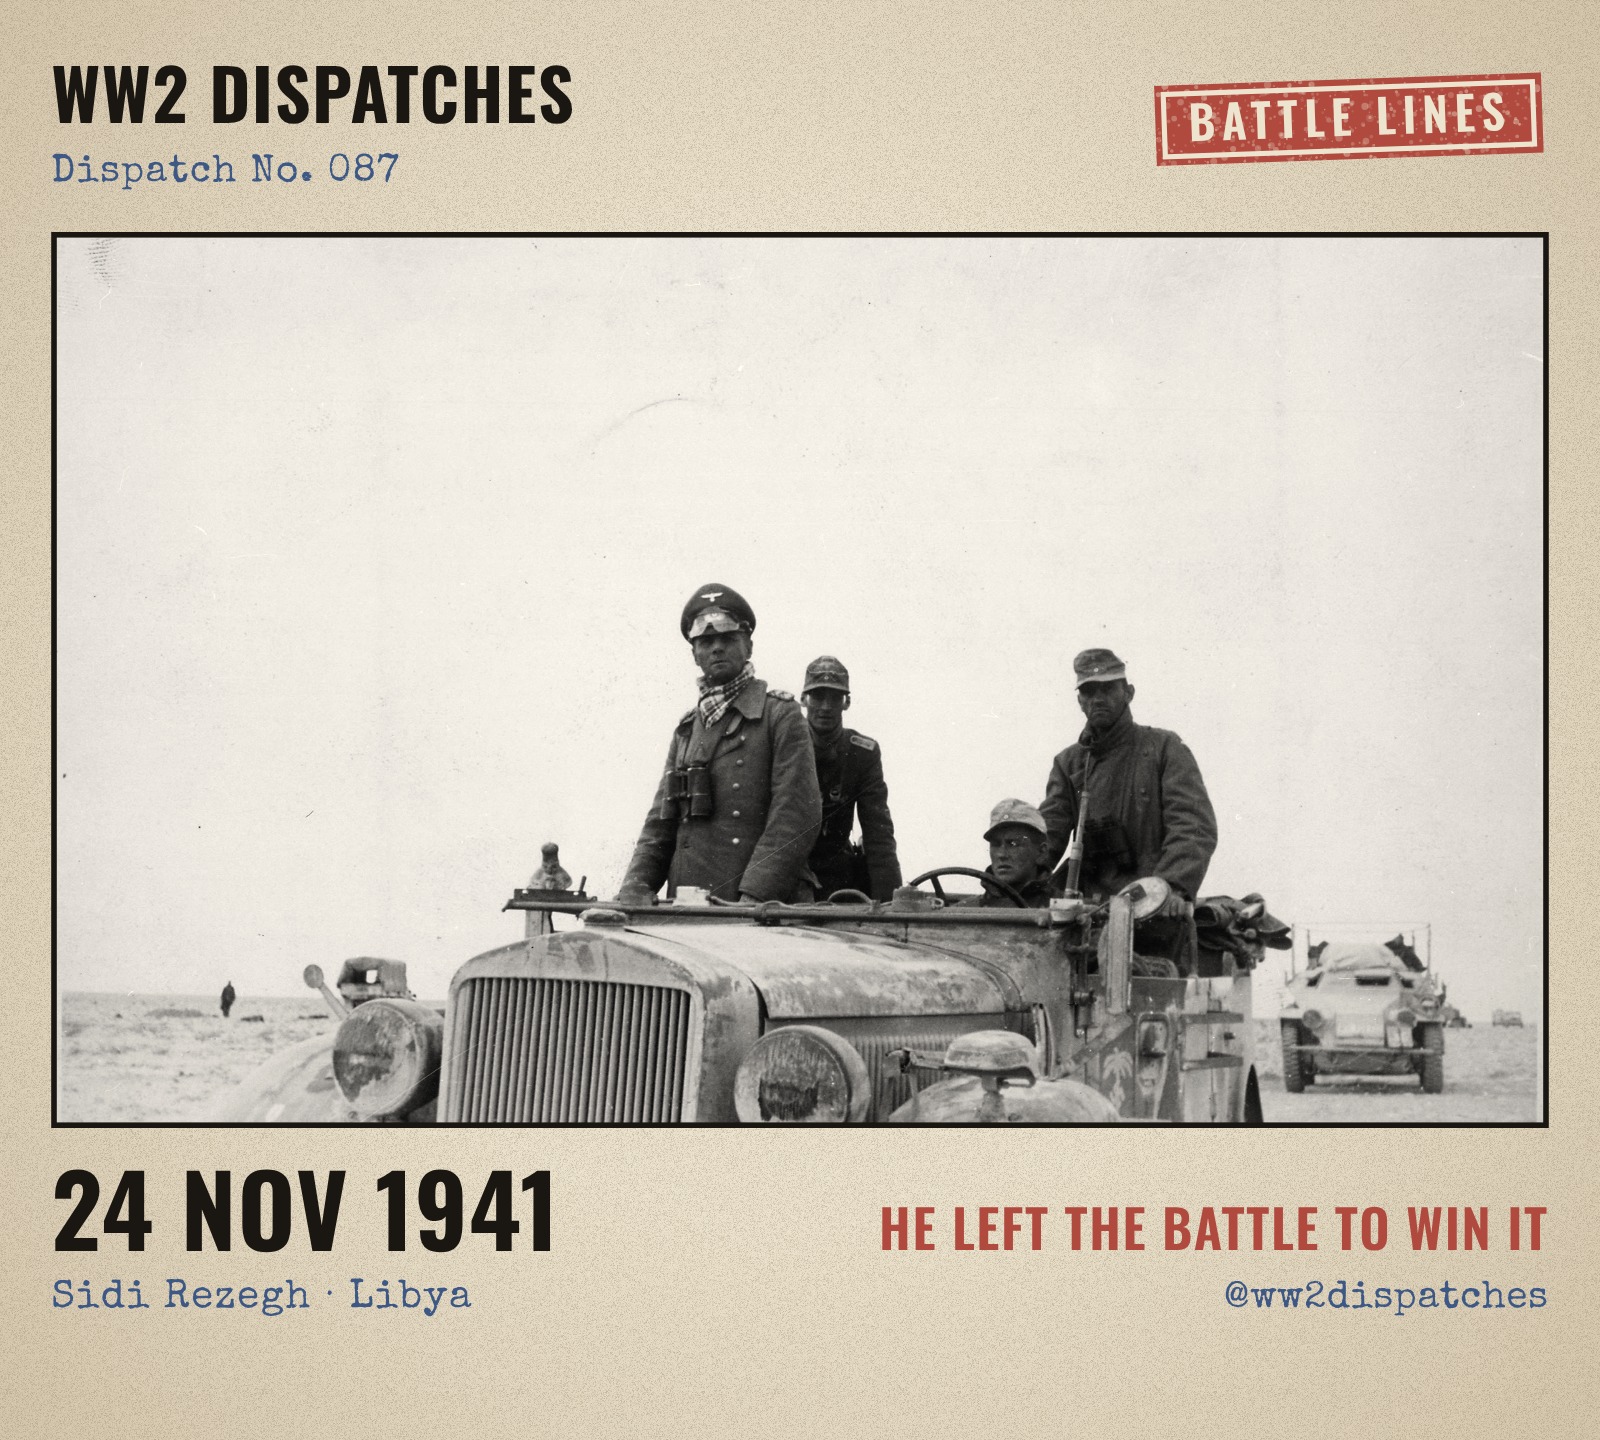 WW2 DISPATCHES
Dispatch No. 087
BATTLE LINES
24 NOV 1941
Sidi Rezegh · Libya
HE LEFT THE BATTLE TO WIN IT
@ww2dispatches